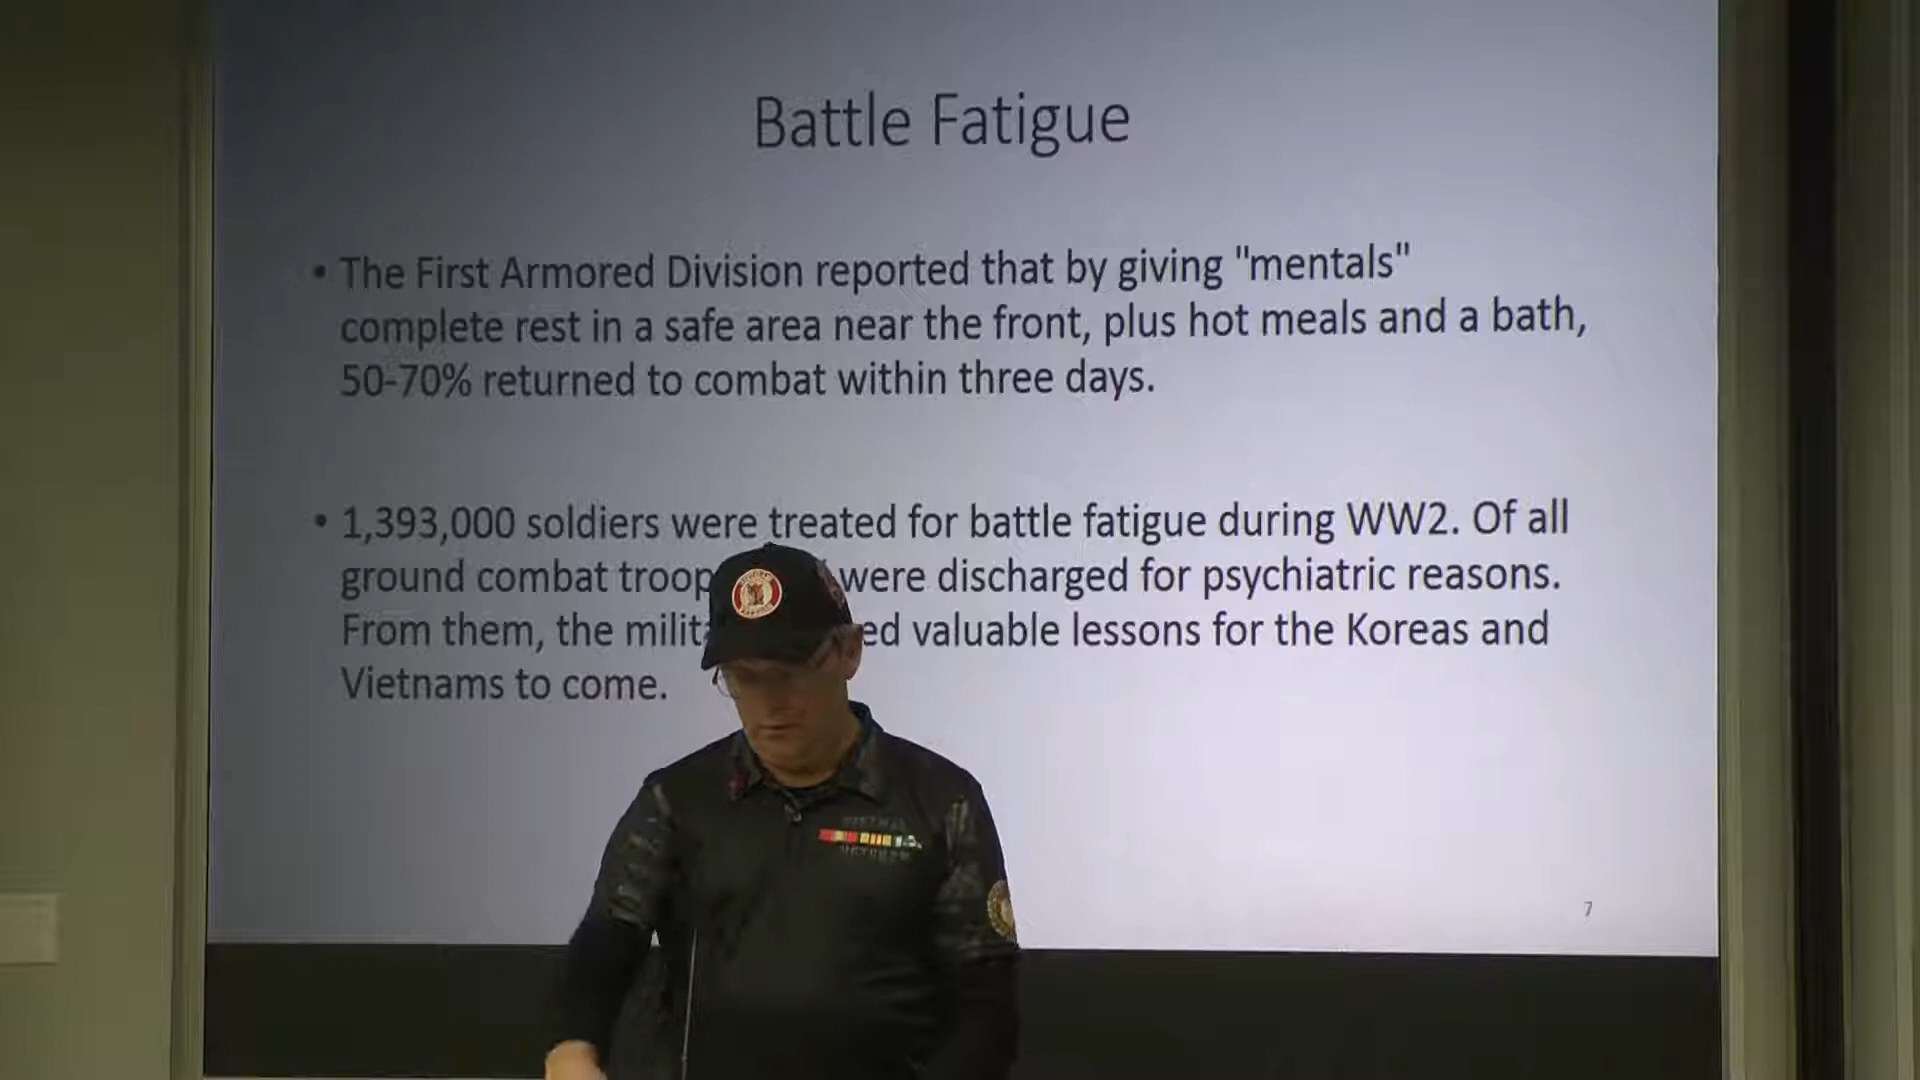 Battle Fatigue
• The First Armored Division reported that by giving "mentals"
complete rest in a safe area near the front, plus hot meals and a bath,
50-70% returned to combat within three days.
• 1,393,000 soldiers were treated for battle fatigue during WW2. Of all
ground combat were discharged for psychiatric reasons.
From them, the valuable lessons for the Koreas and
Vietnams to come.
VETERAN
7